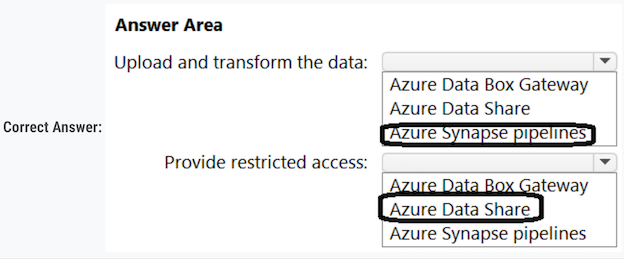 Answer Area
Upload and transform the data:
Azure Data Box Gateway
Azure Data Share
Correct Answer:
Azure Synapse pipelines
Provide restricted access:
Azure Data Box Gateway
Azure Data Share
Azure Synapse pipelines